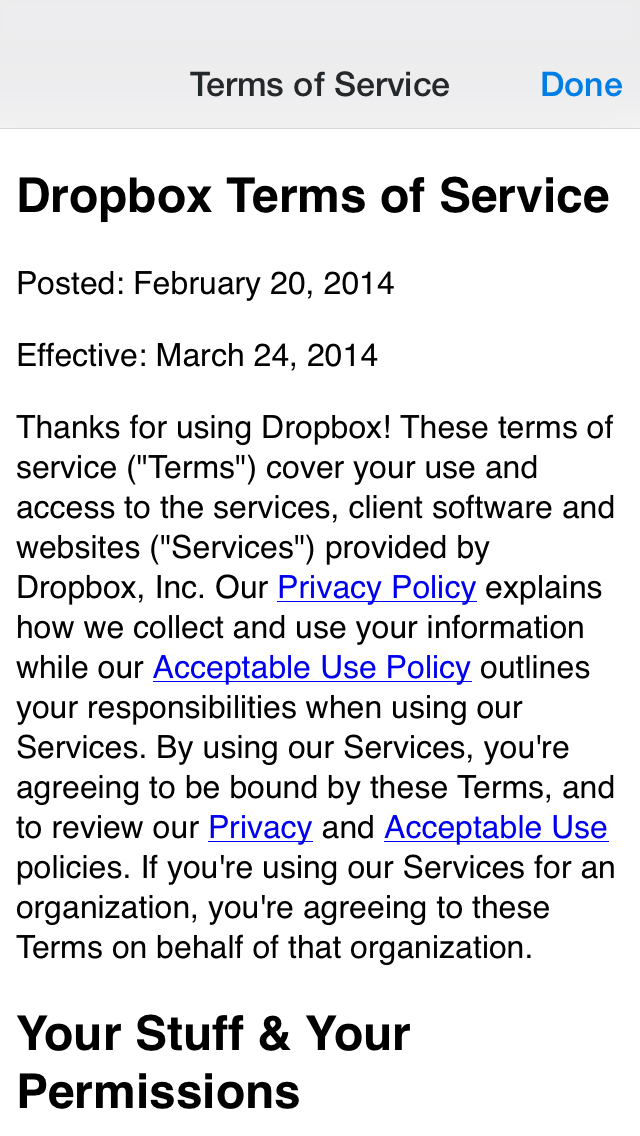 Terms of Service
Done
Dropbox Terms of Service
Posted: February 20, 2014
Effective: March 24, 2014
Thanks for using Dropbox! These terms of
service ("Terms") cover your use and
access to the services, client software and
websites ("Services") provided by
Dropbox, Inc. Our Privacy Policy explains
how we collect and use your information
while our Acceptable Use Policy outlines
your responsibilities when using our
Services. By using our Services, you're
agreeing to be bound by these Terms, and
to review our Privacy and Acceptable Use
policies. If you're using our Services for an
organization, you're agreeing to these
Terms on behalf of that organization.
Your Stuff & Your
Permissions